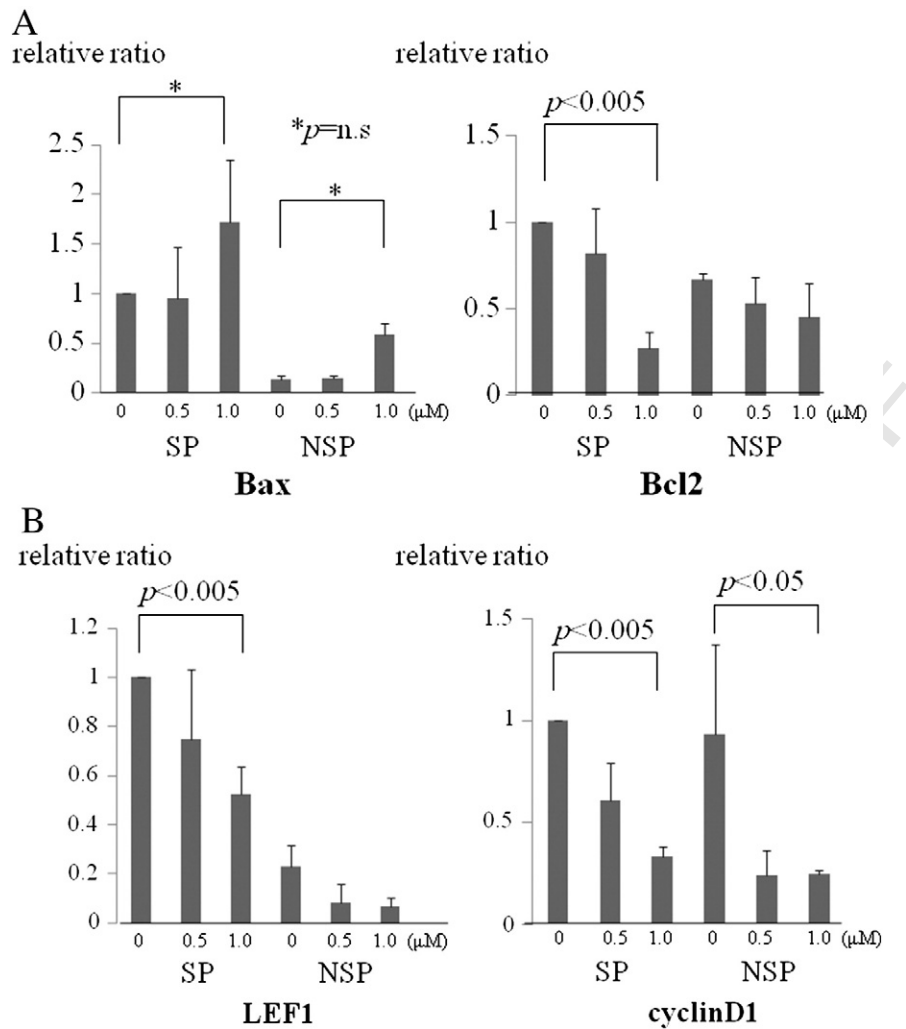 A
relative ratio
*
*p=n.s
*
2.5
2
1.5
1
0.5
0
0 0.5 1.0 0 0.5 1.0 (μM)
SP NSP
Bax
relative ratio
p<0.005
1.5
1
0.5
0
0 0.5 1.0 0 0.5 1.0 (μM)
SP NSP
Bcl2
B
relative ratio
p<0.005
1.2
1
0.8
0.6
0.4
0.2
0
0 0.5 1.0 0 0.5 1.0 (μM)
SP NSP
LEF1
relative ratio
p<0.005
p<0.05
1.5
1
0.5
0
0 0.5 1.0 0 0.5 1.0 (μM)
SP NSP
cyclinD1